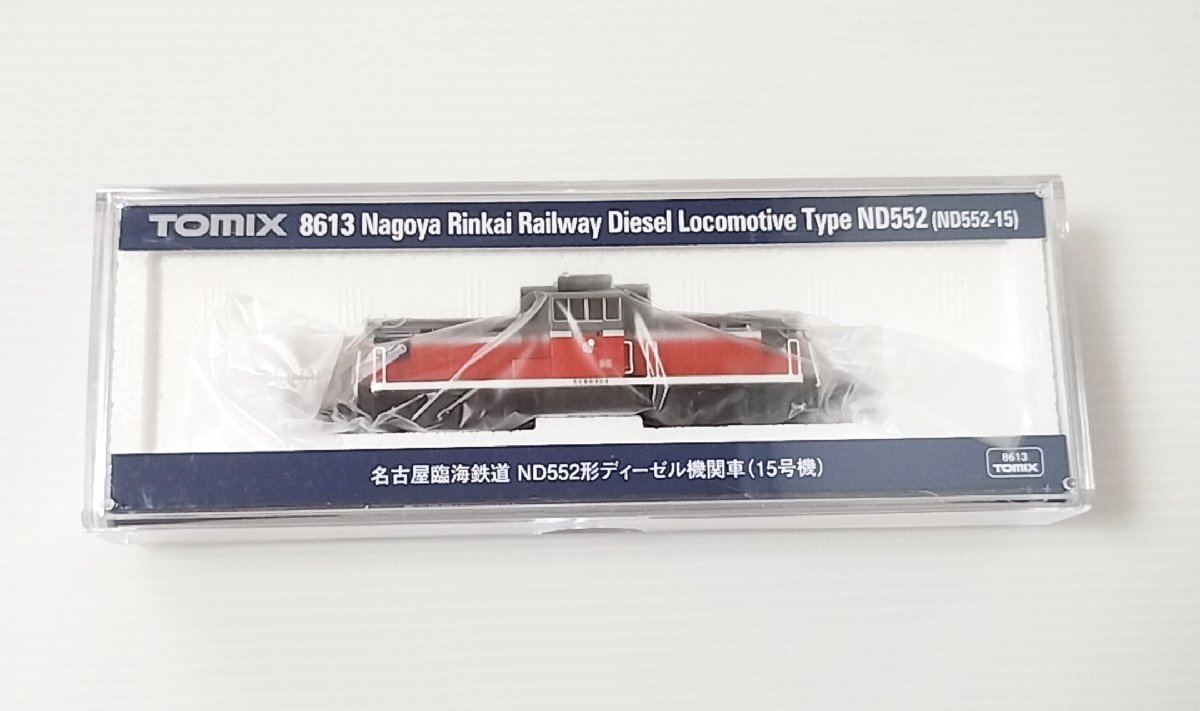 TOMIX 8613 Nagoya Rinkai Railway Diesel Locomotive Type ND552 (ND552-15)
名古屋臨海鉄道 ND552形ディーゼル機関車(15号機)
8613
TOMIX